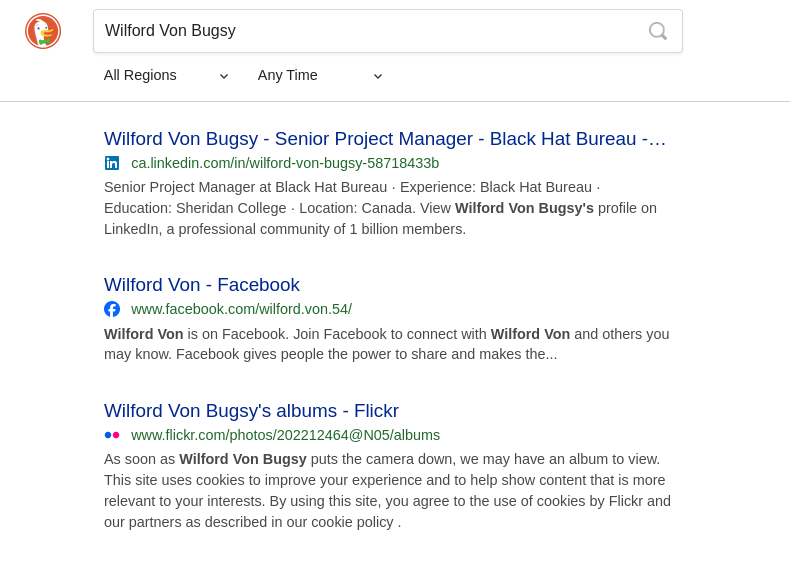 Wilford Von Bugsy
All Regions
Any Time
Wilford Von Bugsy - Senior Project Manager - Black Hat Bureau -…
ca.linkedin.com/in/wilford-von-bugsy-58718433b
Senior Project Manager at Black Hat Bureau · Experience: Black Hat Bureau ·
Education: Sheridan College · Location: Canada. View Wilford Von Bugsy's profile on
LinkedIn, a professional community of 1 billion members.
Wilford Von - Facebook
www.facebook.com/wilford.von.54/
Wilford Von is on Facebook. Join Facebook to connect with Wilford Von and others you
may know. Facebook gives people the power to share and makes the...
Wilford Von Bugsy's albums - Flickr
www.flickr.com/photos/202212464@N05/albums
As soon as Wilford Von Bugsy puts the camera down, we may have an album to view.
This site uses cookies to improve your experience and to help show content that is more
relevant to your interests. By using this site, you agree to the use of cookies by Flickr and
our partners as described in our cookie policy .